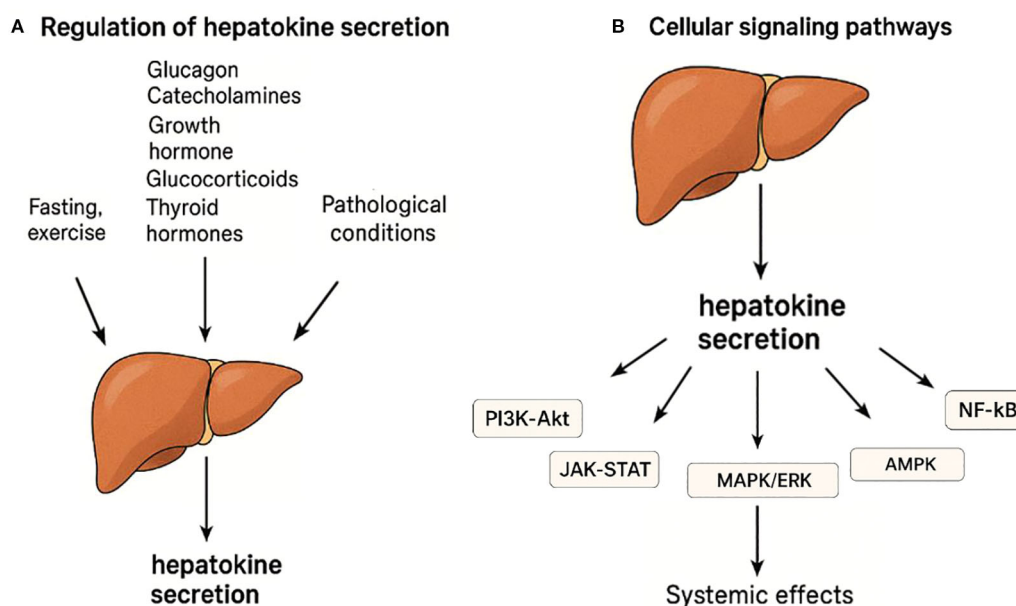 A Regulation of hepatokine secretion
Glucagon
Catecholamines
Growth
hormone
Glucocorticoids
Thyroid
hormones
Fasting,
exercise
Pathological
conditions
hepatokine
secretion
B Cellular signaling pathways
hepatokine
secretion
PI3K-Akt
JAK-STAT
MAPK/ERK
AMPK
NF-kB
Systemic effects